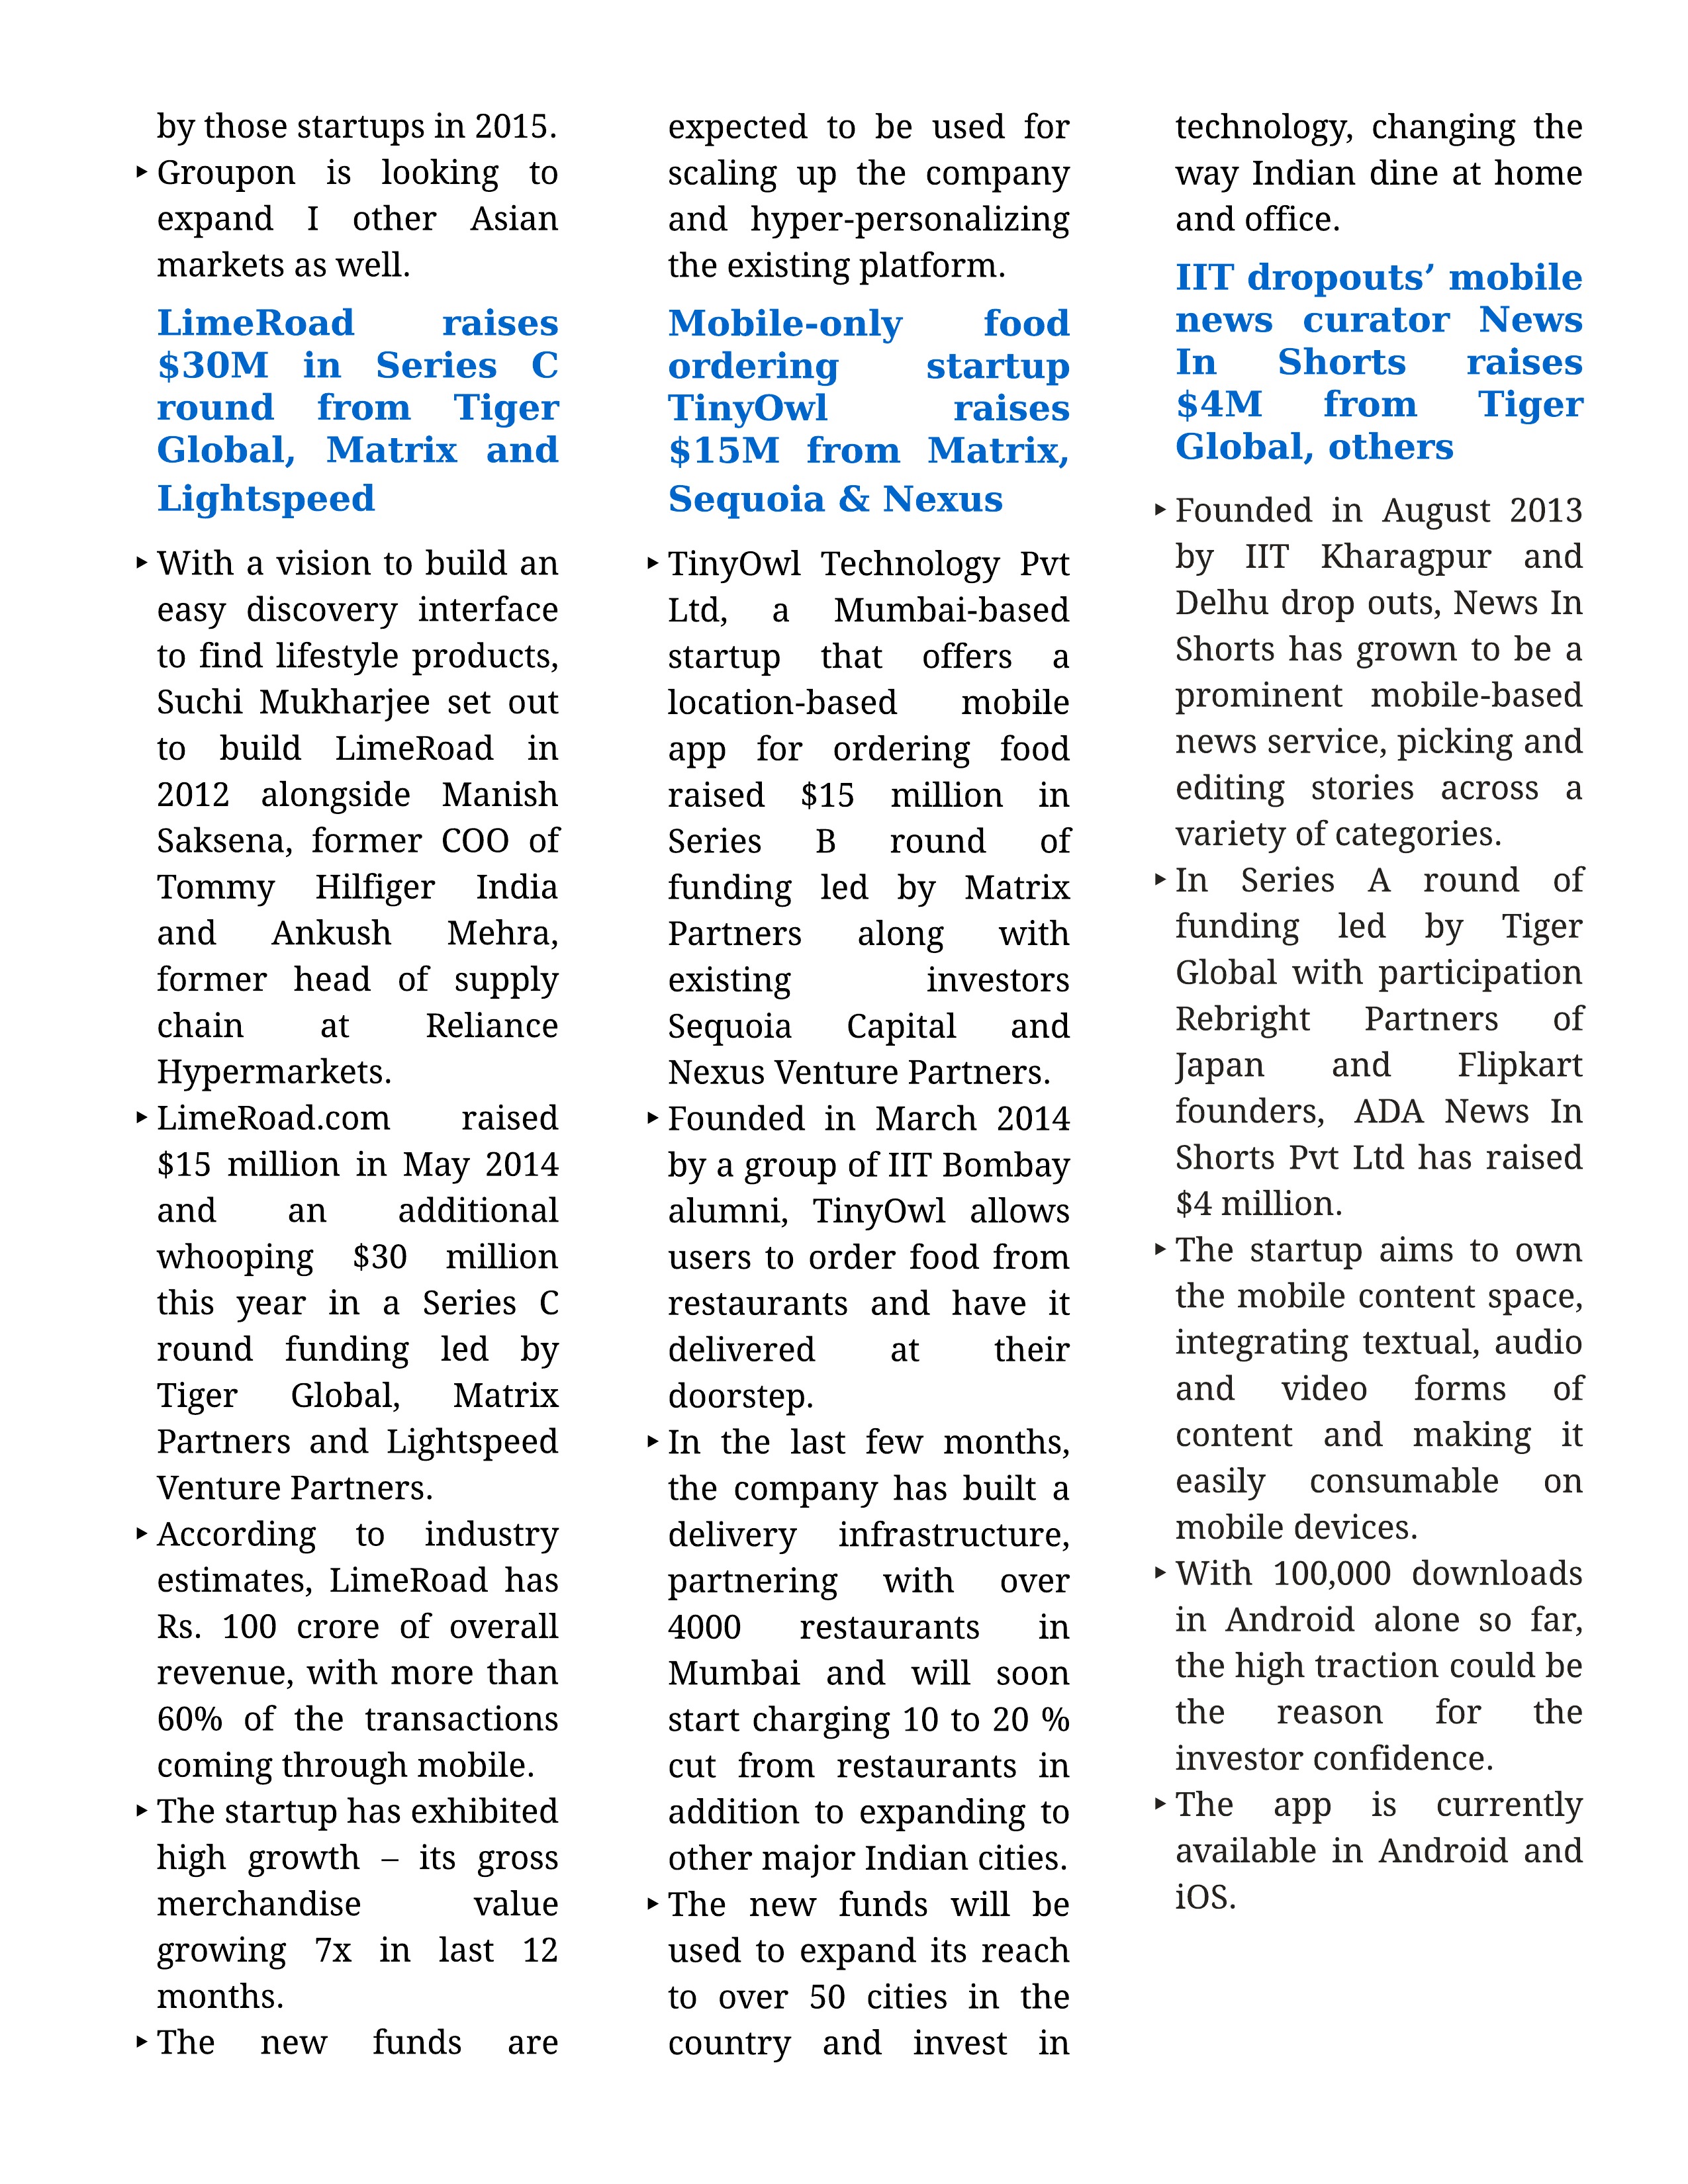 by those startups in 2015.
‣ Groupon is looking to
expand I other Asian
markets as well.
LimeRoad raises
$30M in Series C
round from Tiger
Global, Matrix and
Lightspeed
‣ With a vision to build an
easy discovery interface
to find lifestyle products,
Suchi Mukharjee set out
to build LimeRoad in
2012 alongside Manish
Saksena, former COO of
Tommy Hilfiger India
and Ankush Mehra,
former head of supply
chain at Reliance
Hypermarkets.
‣ LimeRoad.com raised
$15 million in May 2014
and an additional
whooping $30 million
this year in a Series C
round funding led by
Tiger Global, Matrix
Partners and Lightspeed
Venture Partners.
‣ According to industry
estimates, LimeRoad has
Rs. 100 crore of overall
revenue, with more than
60% of the transactions
coming through mobile.
‣ The startup has exhibited
high growth – its gross
merchandise value
growing 7x in last 12
months.
‣ The new funds are
expected to be used for
scaling up the company
and hyper-personalizing
the existing platform.
Mobile-only food
ordering startup
TinyOwl raises
$15M from Matrix,
Sequoia & Nexus
‣ TinyOwl Technology Pvt
Ltd, a Mumbai-based
startup that offers a
location-based mobile
app for ordering food
raised $15 million in
Series B round of
funding led by Matrix
Partners along with
existing investors
Sequoia Capital and
Nexus Venture Partners.
‣ Founded in March 2014
by a group of IIT Bombay
alumni, TinyOwl allows
users to order food from
restaurants and have it
delivered at their
doorstep.
‣ In the last few months,
the company has built a
delivery infrastructure,
partnering with over
4000 restaurants in
Mumbai and will soon
start charging 10 to 20 %
cut from restaurants in
addition to expanding to
other major Indian cities.
‣ The new funds will be
used to expand its reach
to over 50 cities in the
country and invest in
technology, changing the
way Indian dine at home
and office.
IIT dropouts’ mobile
news curator News
In Shorts raises
$4M from Tiger
Global, others
‣ Founded in August 2013
by IIT Kharagpur and
Delhu drop outs, News In
Shorts has grown to be a
prominent mobile-based
news service, picking and
editing stories across a
variety of categories.
‣ In Series A round of
funding led by Tiger
Global with participation
Rebright Partners of
Japan and Flipkart
founders, ADA News In
Shorts Pvt Ltd has raised
$4 million.
‣ The startup aims to own
the mobile content space,
integrating textual, audio
and video forms of
content and making it
easily consumable on
mobile devices.
‣ With 100,000 downloads
in Android alone so far,
the high traction could be
the reason for the
investor confidence.
‣ The app is currently
available in Android and
iOS.